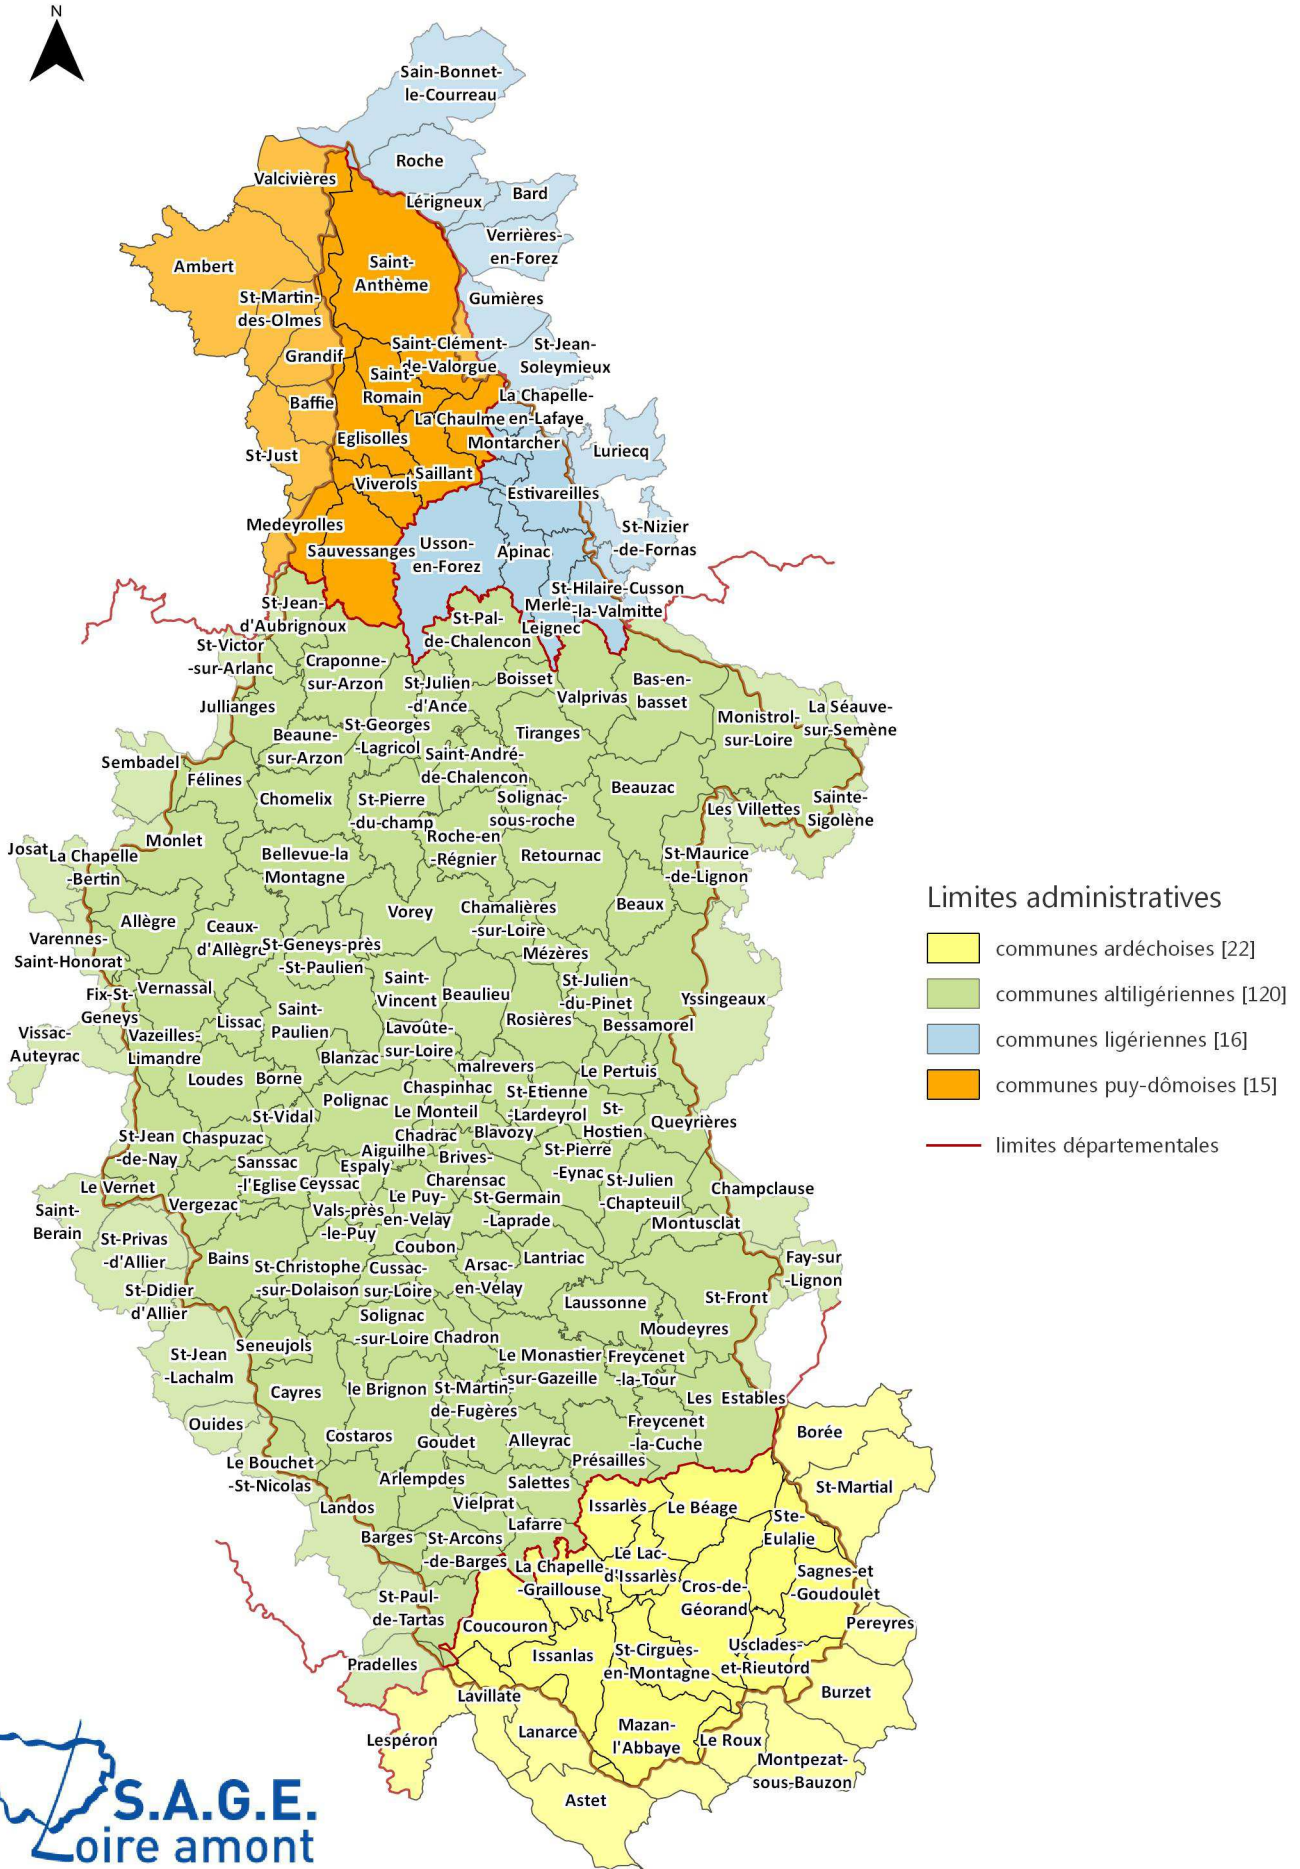 N
Sain-Bonnet-
le-Courreau
Roche
Valcivières
Lérigneux
Bard
Verrières-
en-Forez
Ambert
Saint-
Anthème
St-Martin-
des-Olmes
Gumières
Grandif
Saint-Clément-
de-Valorgue
St-Jean-
Soleymieux
Saint-
Romain
Baffie
La Chapelle-
en-Lafaye
La Chaulme
Eglisolles
Montarcher
Luriecq
St-Just
Viverols
Saillant
Estivareilles
Medeyrolles
Sauvessanges
Usson-
en-Forez
Apinac
St-Nizier
-de-Fornas
St-Hilaire-Cusson
-la-Valmitte
Merle-
Leignec
St-Jean-
d'Aubrignoux
St-Pal-
de-Chalencon
St-Victor
-sur-Arlanc
Craponne-
sur-Arzon
St-Julien
-d'Ance
Boisset
Valprivas
Bas-en-
basset
Jullianges
Beaune-
sur-Arzon
St-Georges
-Lagricol
Tiranges
Monistrol-
sur-Loire
La Séauve-
sur-Semène
Saint-André-
de-Chalencon
Sembadel
Félines
Chomelix
St-Pierre
-du-champ
Solignac-
sous-roche
Beauzac
Les Villettes
Sainte-
Sigolène
Monlet
Roche-en
-Régnier
Josat
La Chapelle
-Bertin
Bellevue-la
Montagne
Retournac
St-Maurice
-de-Lignon
Allègre
Ceaux-
d'Allègre
Vorey
Chamalières
-sur-Loire
Beaux
Varennes-
Saint-Honorat
St-Geneys-près
-St-Paulien
Mézères
Fix-St-
Geneys
Vernassal
Saint-
Vincent
Beaulieu
St-Julien
-du-Pinet
Yssingeaux
Lissac
Saint-
Paulien
Rosières
Bessamorel
Vissac-
Auteyrac
Vazeilles-
Limandre
Lavoûte-
sur-Loire
Blanzac
malrevers
Le Pertuis
Loudes
Borne
Chaspinhac
St-Etienne
-Lardeyrol
Polignac
Le Monteil
St-
Hostien
St-Vidal
Queyrières
St-Jean
-de-Nay
Chaspuzac
Chadrac
Blavozy
Aiguilhe
Brives-
Charensac
St-Pierre
-Eynac
Sanssac
-l'Eglise
Espaly
Ceyssac
Le Vernet
St-Julien
-Chapteuil
Champclause
Vergezac
Vals-près
-le-Puy
Le Puy-
en-Velay
St-Germain
-Laprade
Saint-
Berain
Montusclat
St-Privas
-d'Allier
Bains
Coubon
Lantriac
Fay-sur
-Lignon
St-Christophe
-sur-Dolaison
Cussac-
sur-Loire
Arsac-
en-Velay
St-Didier
d'Allier
Laussonne
St-Front
Solignac
-sur-Loire
Chadron
Moudeyres
St-Jean
-Lachalm
Seneujols
Le Monastier
-sur-Gazeille
Freycenet
-la-Tour
Cayres
le Brignon
St-Martin-
de-Fugères
Les Estables
Ouides
Costaros
Goudet
Alleyrac
Freycenet
-la-Cuche
Borée
Le Bouchet
-St-Nicolas
Présailles
Arlempdes
Salettes
St-Martial
Landos
Vielprat
Issarlès
Le Béage
Ste-
Eulalie
Barges
St-Arcons
-de-Barges
Lafarre
La Chapelle
-Graillouse
Le Lac-
d'Issarlès
Sagnes-et
-Goudoulet
Cros-de-
Géorand
St-Paul-
de-Tartas
Coucouron
Pereyres
Pradelles
Issanlas
St-Cirgues-
en-Montagne
Usclades-
et-Rieutord
Lavillate
Burzet
Lespéron
Lanarce
Mazan-
l'Abbaye
Le Roux
Montpezat-
sous-Bauzon
Astet
Limites administratives
communes ardéchoises [22]
communes altiligériennes [120]
communes ligériennes [16]
communes puy-dômoises [15]
limites départementales
S.A.G.E.
Loire amont